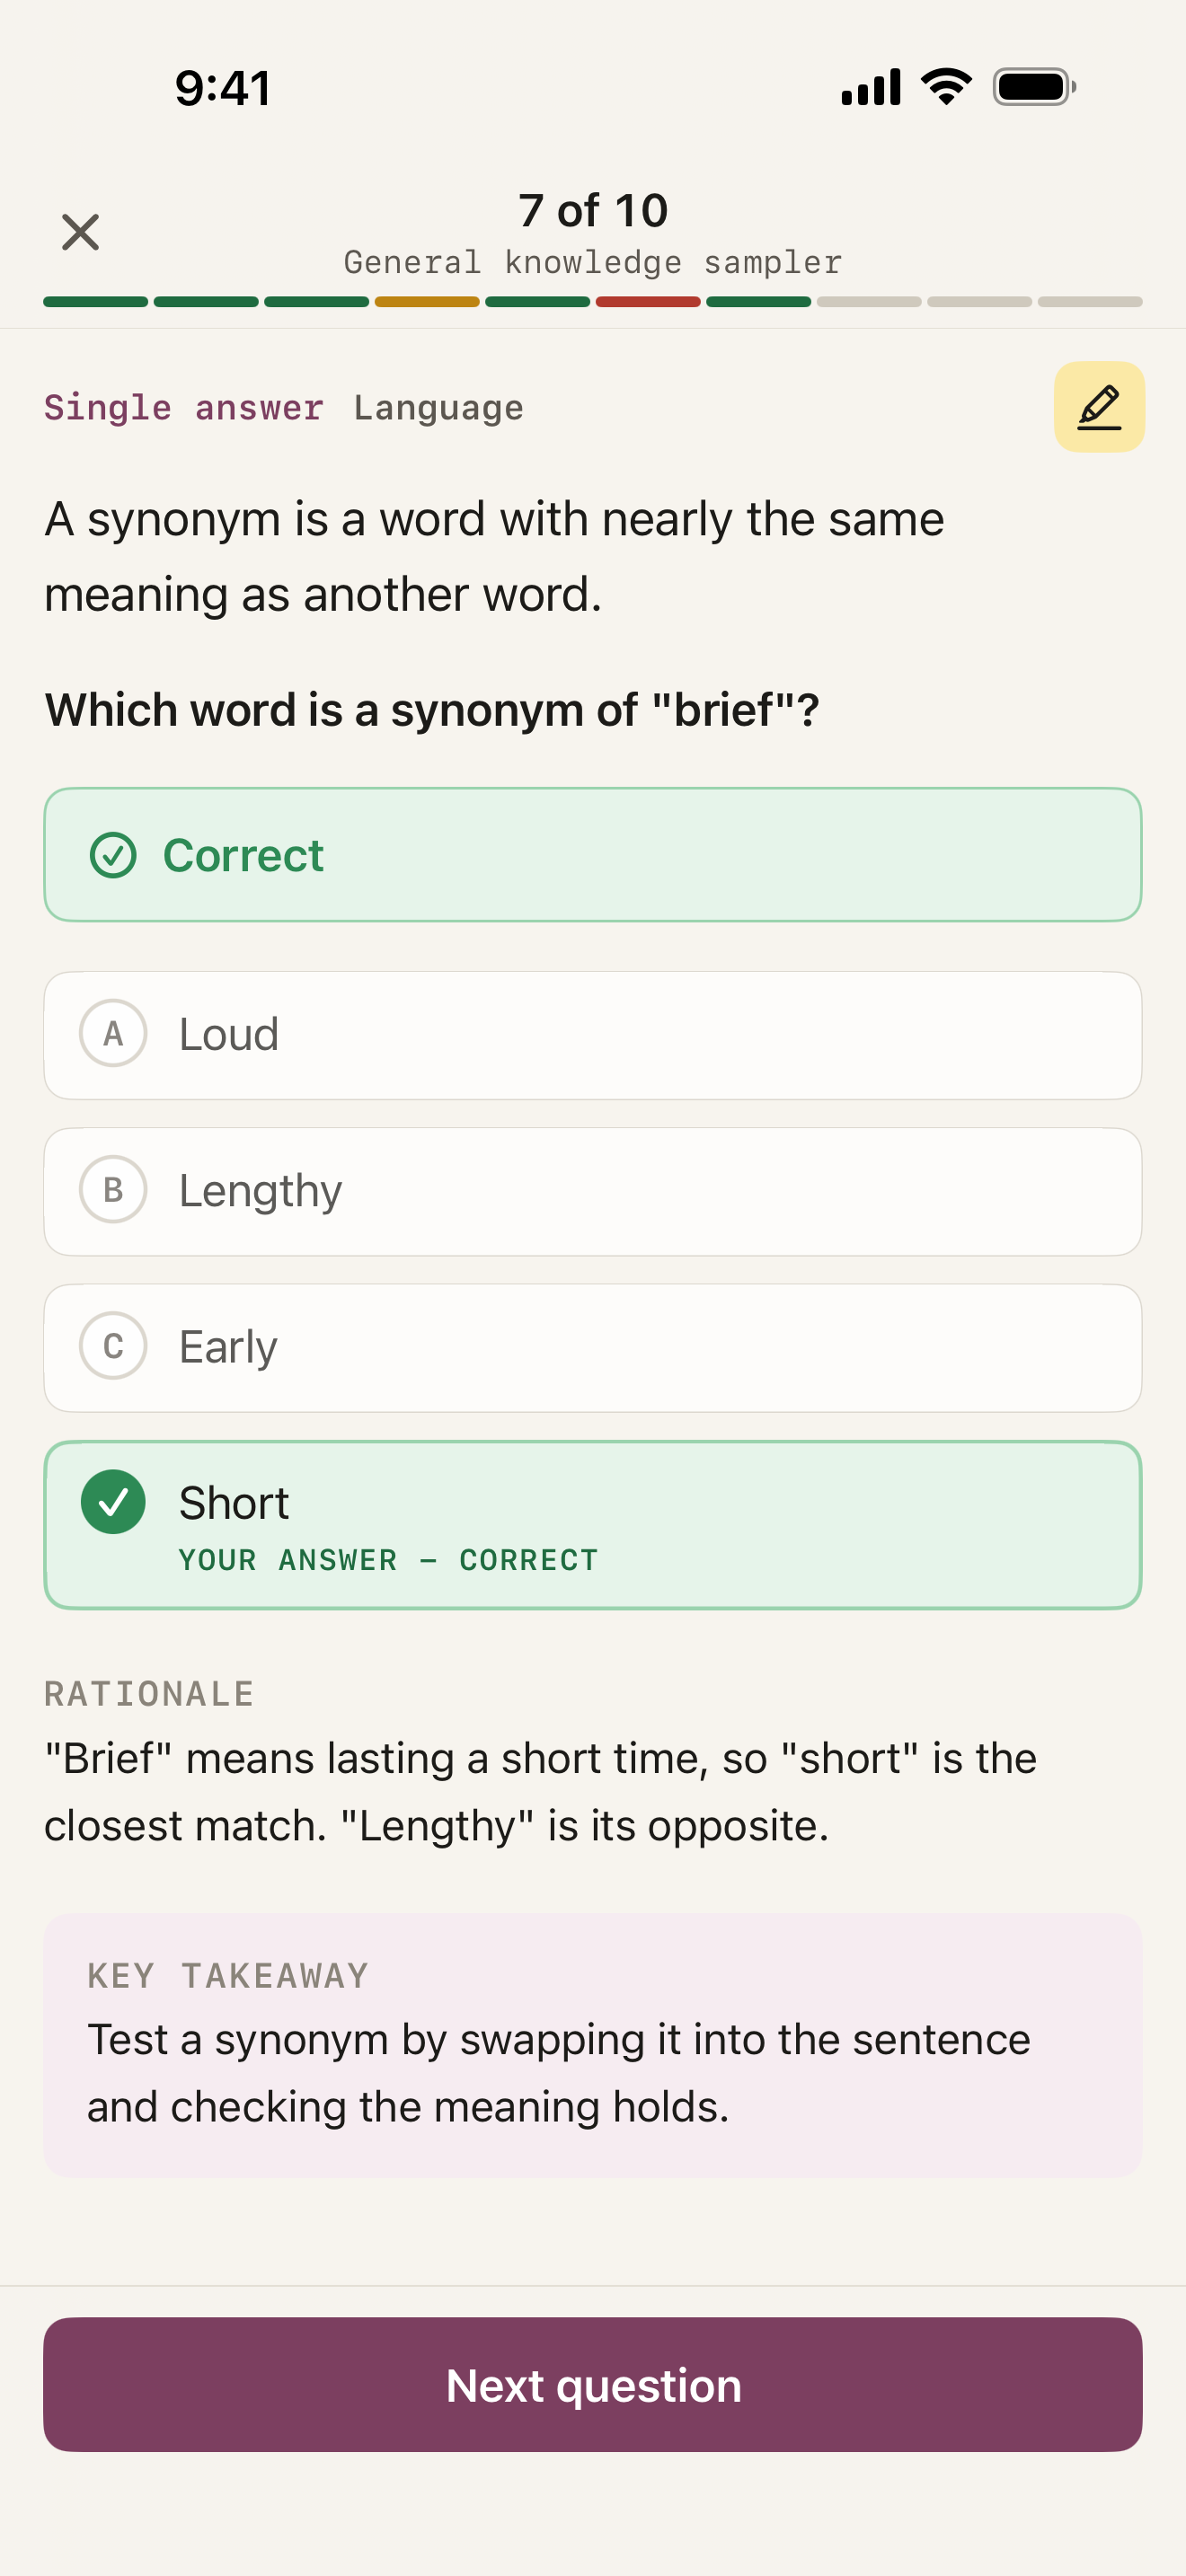 9:41
7 of 10
General knowledge sampler
Single answer Language
A synonym is a word with nearly the same
meaning as another word.
Which word is a synonym of "brief"?
Correct
A Loud
B Lengthy
C Early
Short
YOUR ANSWER – CORRECT
RATIONALE
"Brief" means lasting a short time, so "short" is the
closest match. "Lengthy" is its opposite.
KEY TAKEAWAY
Test a synonym by swapping it into the sentence
and checking the meaning holds.
Next question